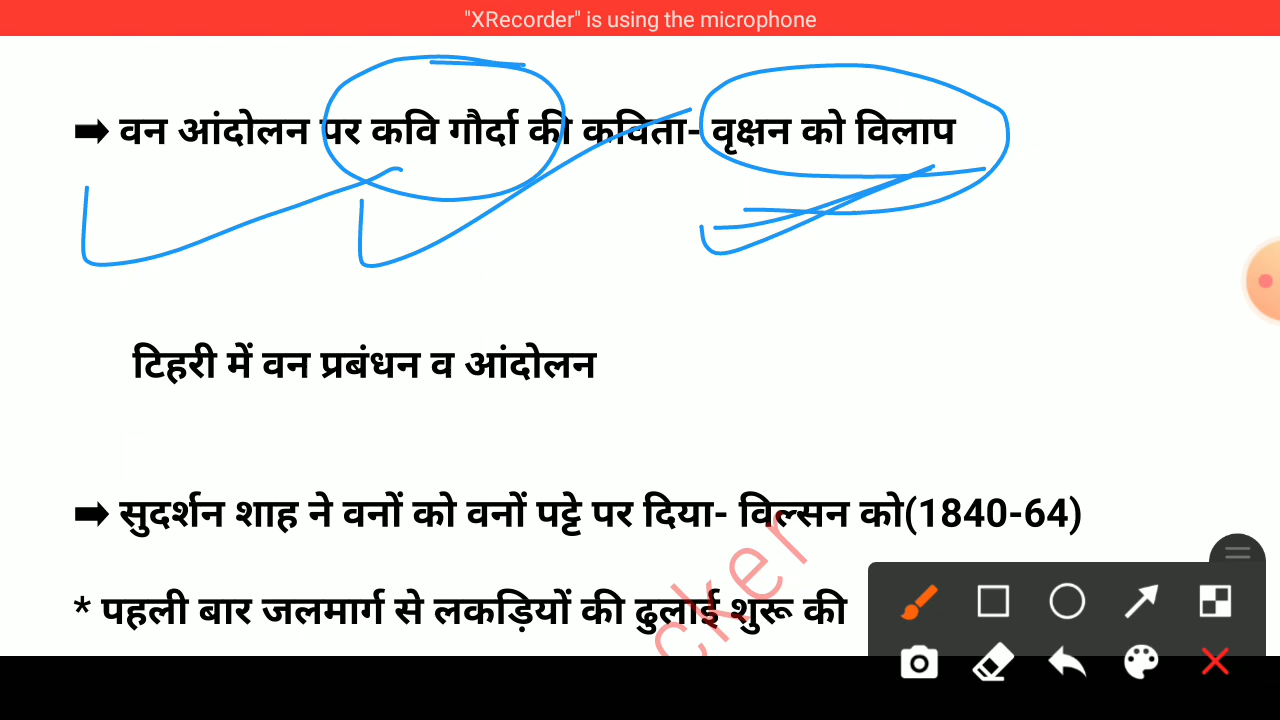 "XRecorder" is using the microphone
➡ वन आंदोलन पर कवि गौर्दा की कविता- वृक्षन को विलाप
टिहरी में वन प्रबंधन व आंदोलन
➡ सुदर्शन शाह ने वनों को वनों पट्टे पर दिया- विल्सन को(1840-64)
* पहली बार जलमार्ग से लकड़ियों की ढुलाई शुरू की